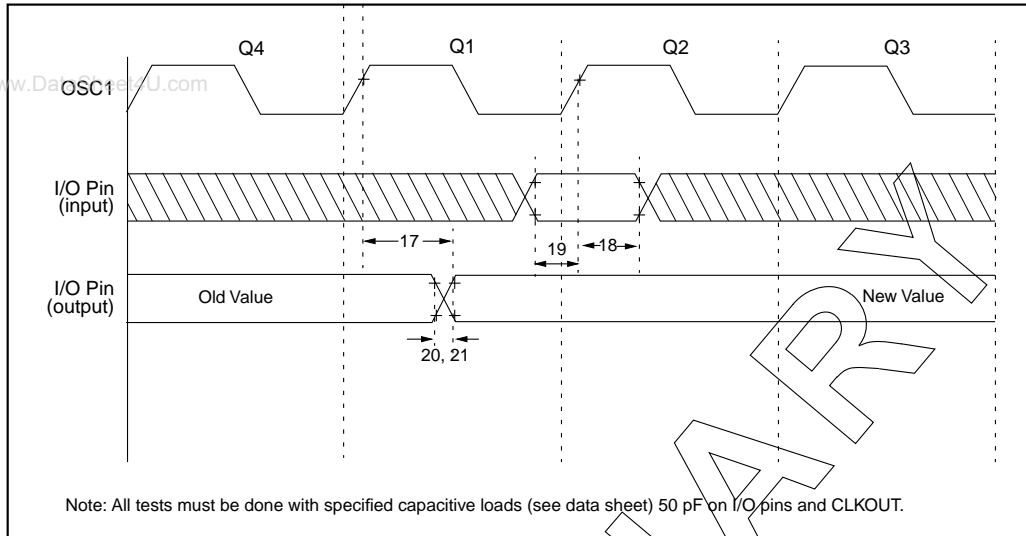 Q4 Q1 Q2 Q3
www.DataSheet4U.com
OSC1
I/O Pin
(input)
17
19
18
I/O Pin
(output)
Old Value
New Value
20, 21
Note: All tests must be done with specified capacitive loads (see data sheet) 50 pF on I/O pins and CLKOUT.